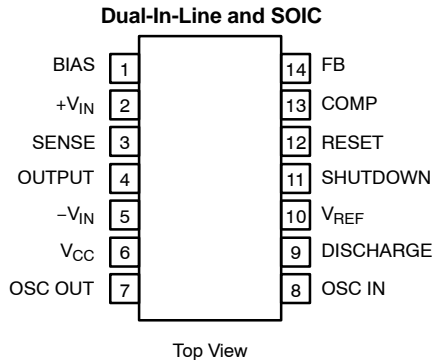 Dual-In-Line and SOIC
BIAS 1 14 FB
+VIN 2 13 COMP
SENSE 3 12 RESET
OUTPUT 4 11 SHUTDOWN
−VIN 5 10 VREF
VCC 6 9 DISCHARGE
OSC OUT 7 8 OSC IN
Top View